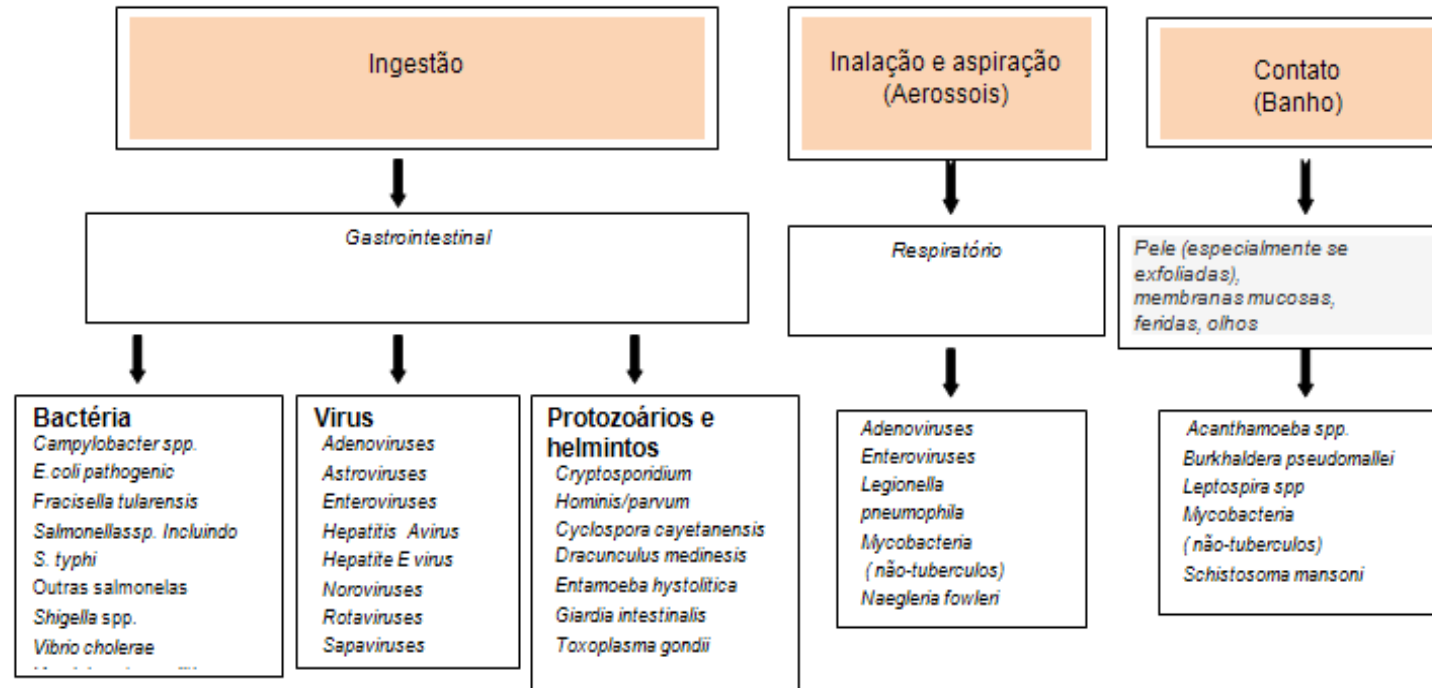 Ingestão
Inalação e aspiração
(Aerossois)
Contato
(Banho)
Gastrointestinal
Respiratório
Pele (especialmente se
exfoliadas),
membranas mucosas,
feridas, olhos
Bactéria
Campylobacter spp.
E.coli pathogenic
Fracisella tularensis
Salmonellassp. Incluindo
S. typhi
Outras salmonelas
Shigella spp.
Vibrio cholerae
Virus
Adenoviruses
Astroviruses
Enteroviruses
Hepatitis Avirus
Hepatite E virus
Noroviruses
Rotaviruses
Sapaviruses
Protozoários e
helmintos
Cryptosporidium
Hominis/parvum
Cyclospora cayetanensis
Dracunculus medinesis
Entamoeba hystolítica
Giardia intestinalis
Toxoplasma gondii
Adenoviruses
Enteroviruses
Legionella
pneumophila
Mycobacteria
( não-tuberculos)
Naegleria fowleri
Acanthamoeba spp.
Burkhaldera pseudomallei
Leptospira spp
Mycobacteria
( não-tuberculos)
Schistosoma mansoni